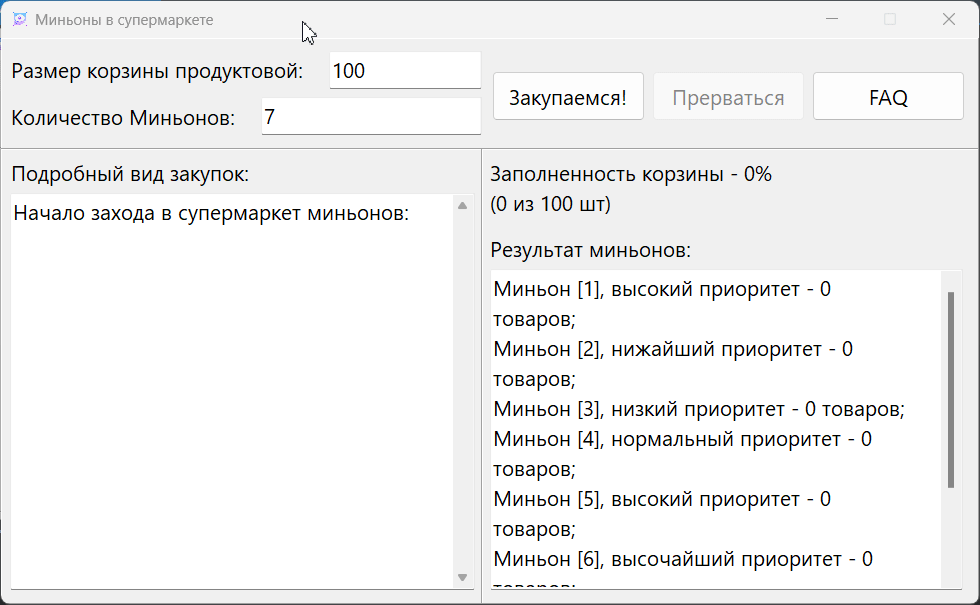 Миньоны в супермаркете
Размер корзины продуктовой: 100
Количество Миньонов: 7
Закупаемся! Прерваться FAQ
Подробный вид закупок:
Начало захода в супермаркет миньонов:
Заполненность корзины - 0%
(0 из 100 шт)
Результат миньонов:
Миньон [1], высокий приоритет - 0
товаров;
Миньон [2], нижайший приоритет - 0
товаров;
Миньон [3], низкий приоритет - 0 товаров;
Миньон [4], нормальный приоритет - 0
товаров;
Миньон [5], высокий приоритет - 0
товаров;
Миньон [6], высочайший приоритет - 0
товаров;